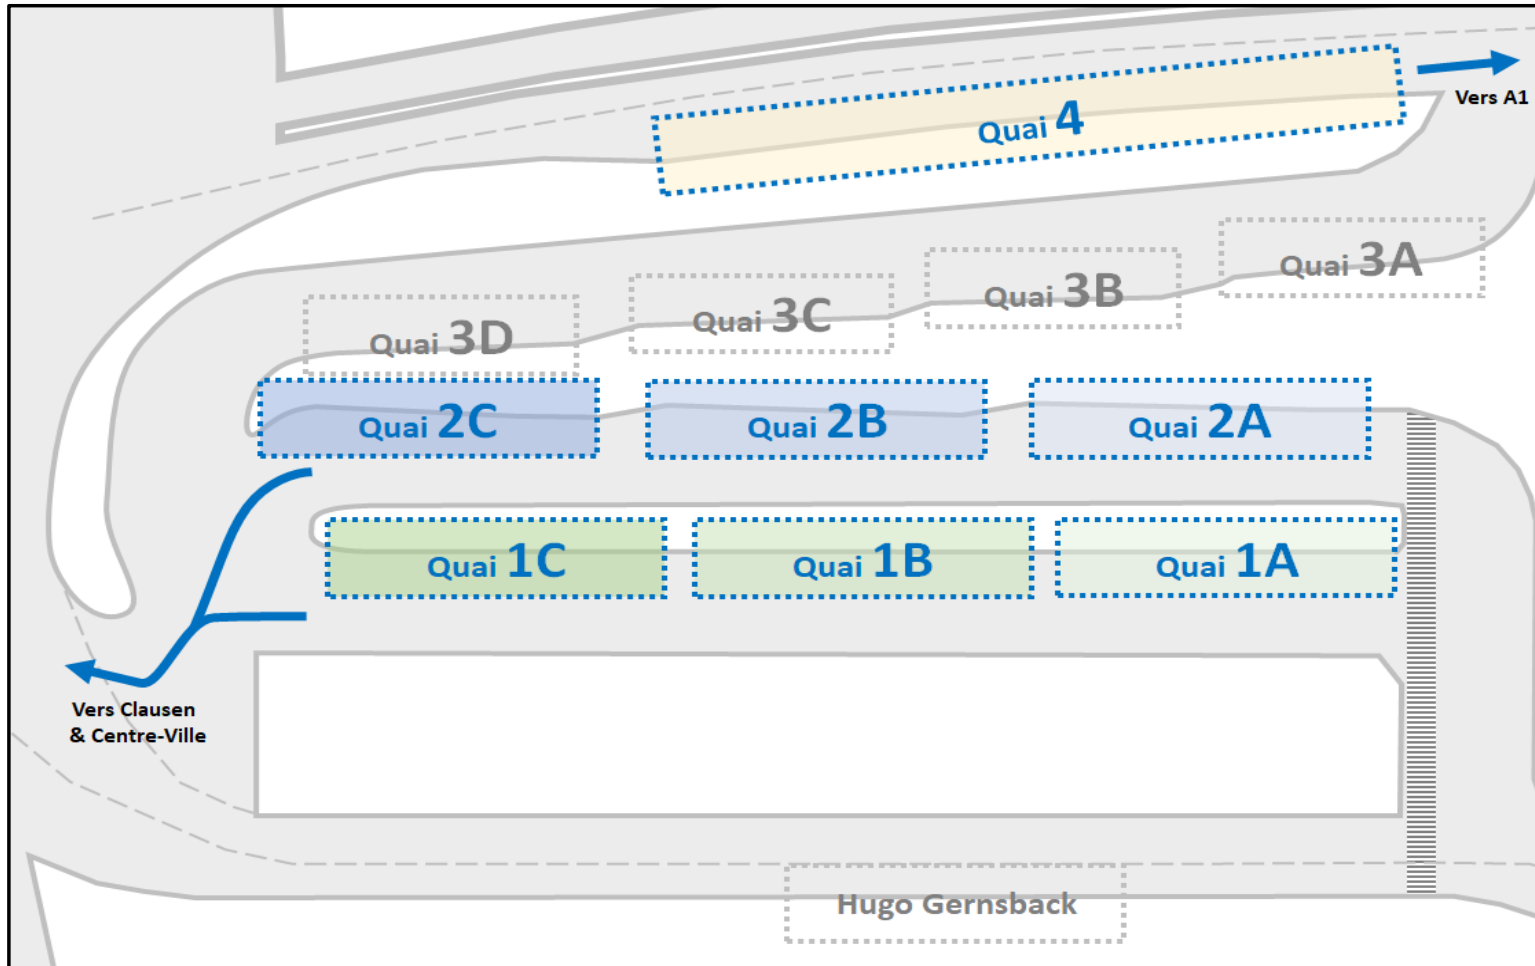 Quai 4
Vers A1
Quai 3A
Quai 3B
Quai 3C
Quai 3D
Quai 2C
Quai 2B
Quai 2A
Quai 1C
Quai 1B
Quai 1A
Vers Clausen
& Centre-Ville
Hugo Gernsback